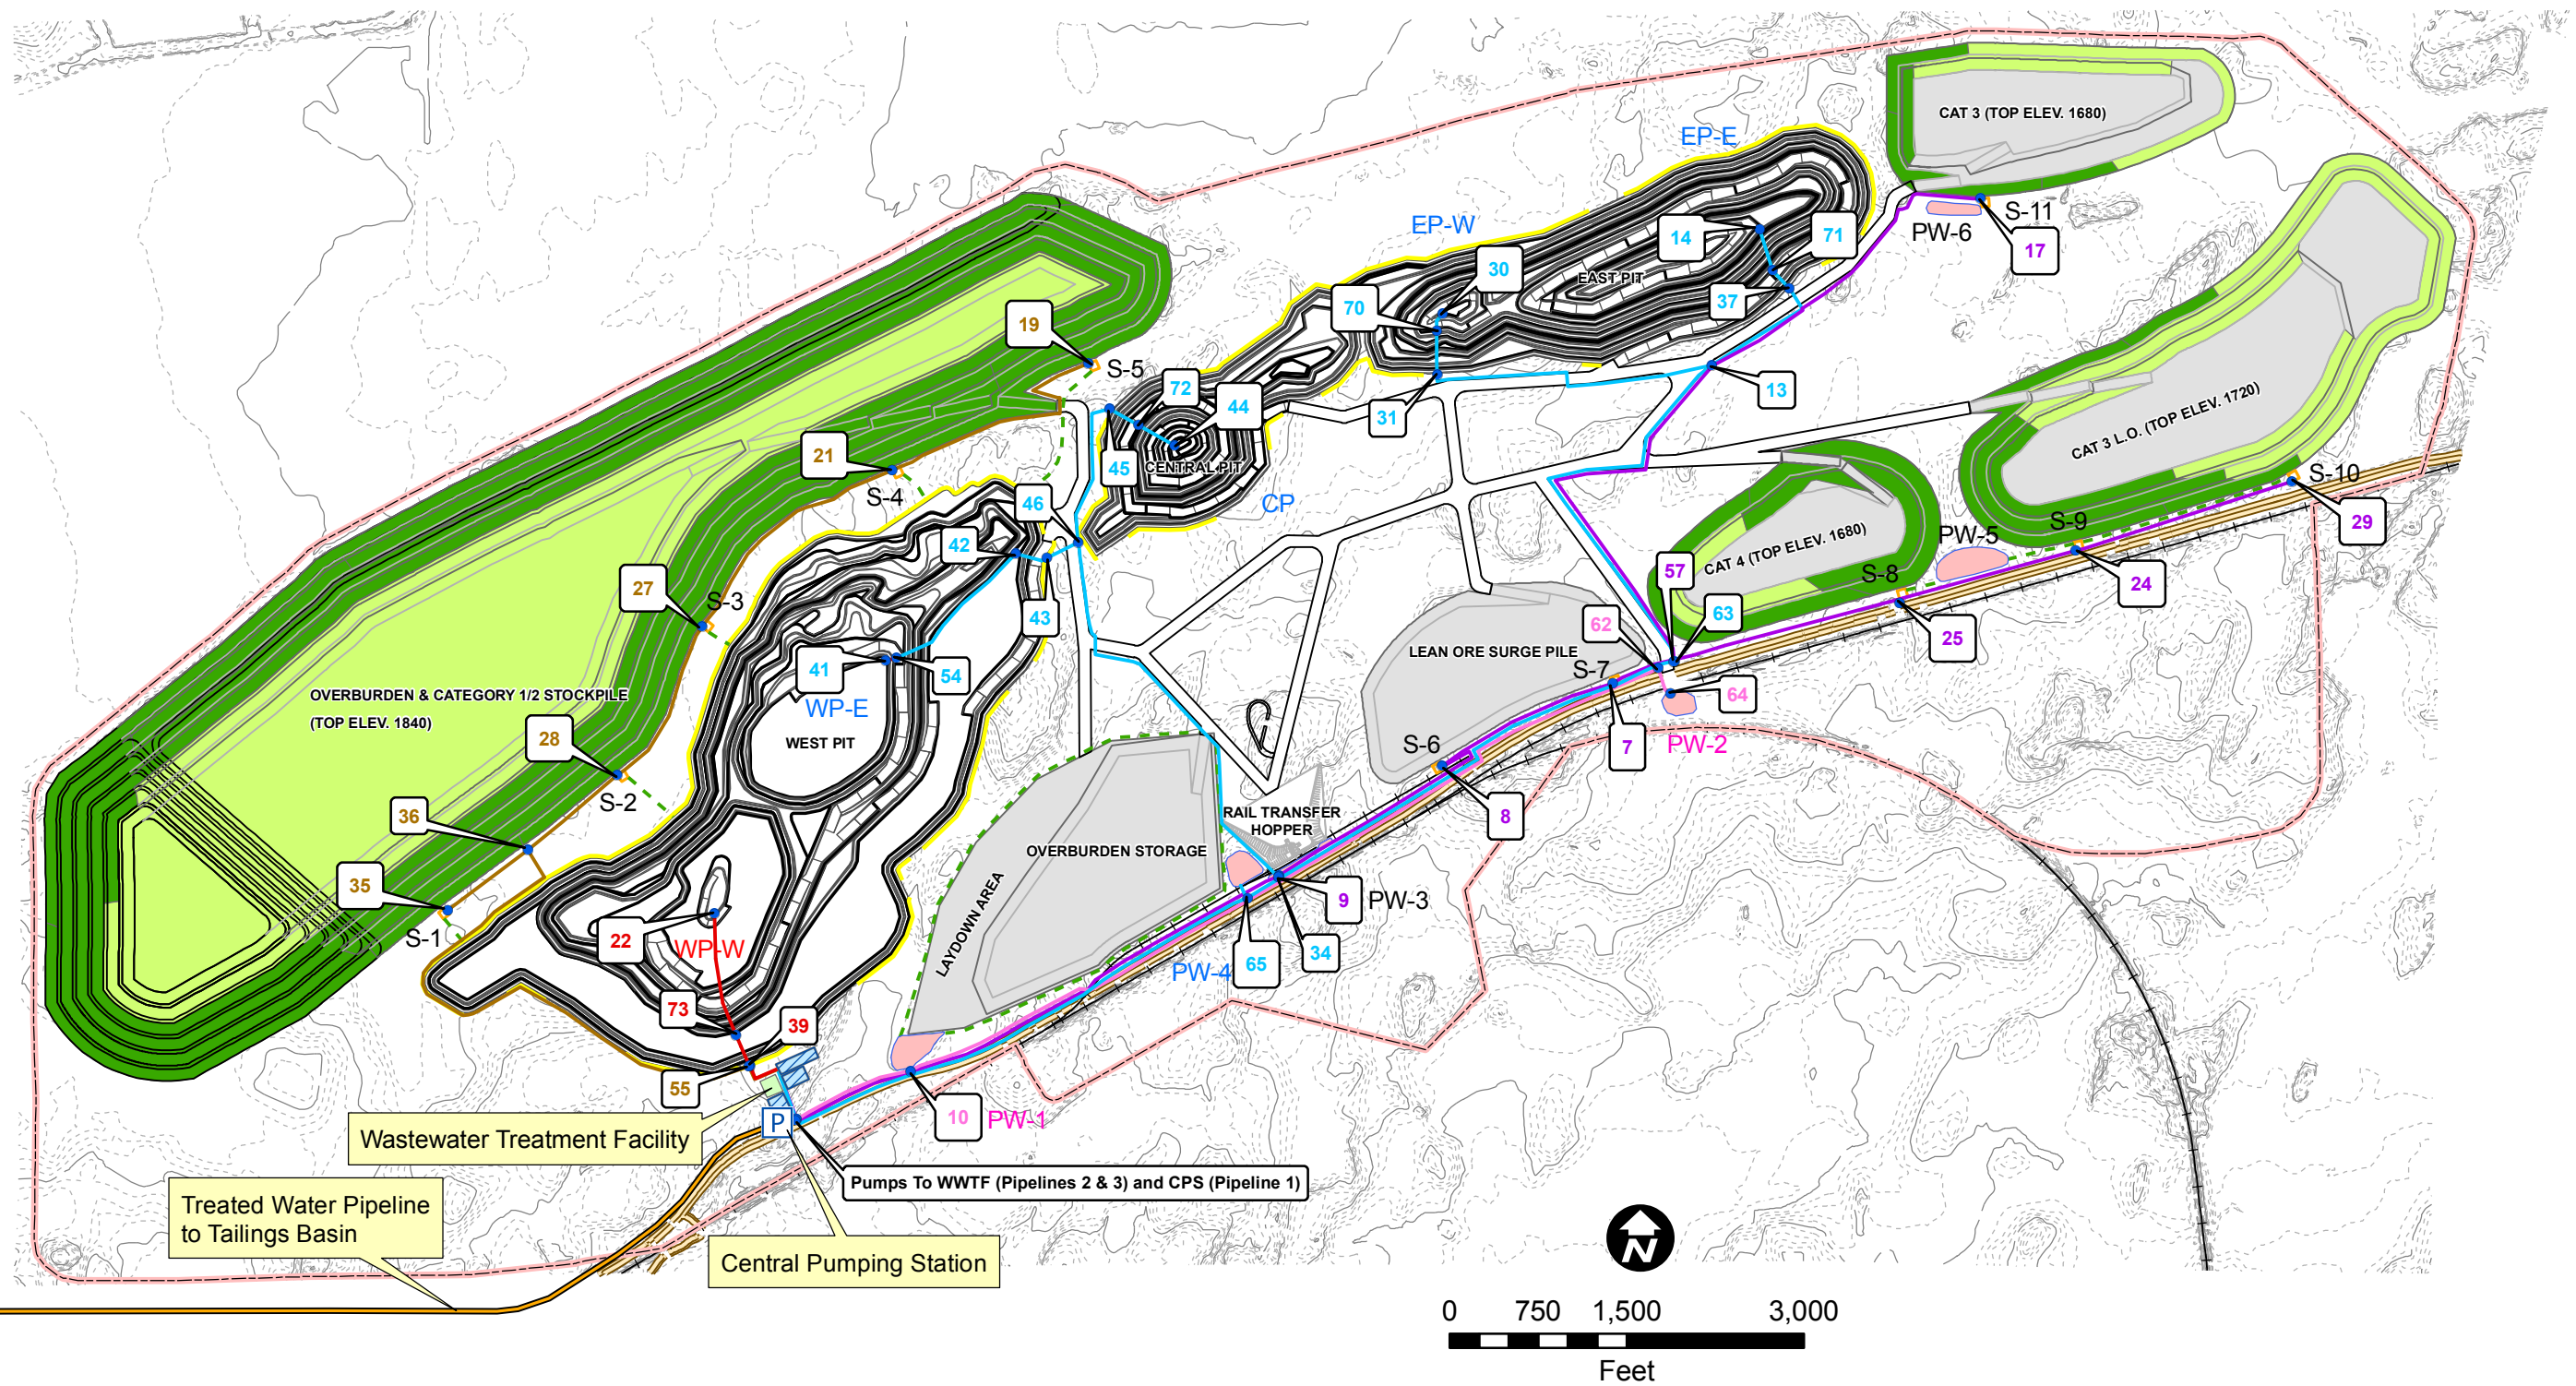 CAT 3 (TOP ELEV. 1680)
EP-E
S-11
PW-6
17
EP-W
14
71
30
EAST PIT
70
37
19
S-5
72
44
31
13
CAT 3 L.O. (TOP ELEV. 1720)
21
S-4
45
CENTRAL PIT
CP
46
S-10
29
42
S-9
PW-5
CAT 4 (TOP ELEV. 1680)
57
S-8
24
27
S-3
43
62
63
25
LEAN ORE SURGE PILE
S-7
41
54
64
WP-E
OVERBURDEN & CATEGORY 1/2 STOCKPILE
(TOP ELEV. 1840)
WEST PIT
28
S-6
7
PW-2
S-2
36
RAIL TRANSFER
HOPPER
8
OVERBURDEN STORAGE
35
LAYDOWN AREA
9
PW-3
S-1
22
WP-W
PW-4
65
34
73
39
55
10
PW-1
P
Wastewater Treatment Facility
Pumps To WWTF (Pipelines 2 & 3) and CPS (Pipeline 1)
Treated Water Pipeline
to Tailings Basin
Central Pumping Station
N
0 750 1,500 3,000
Feet